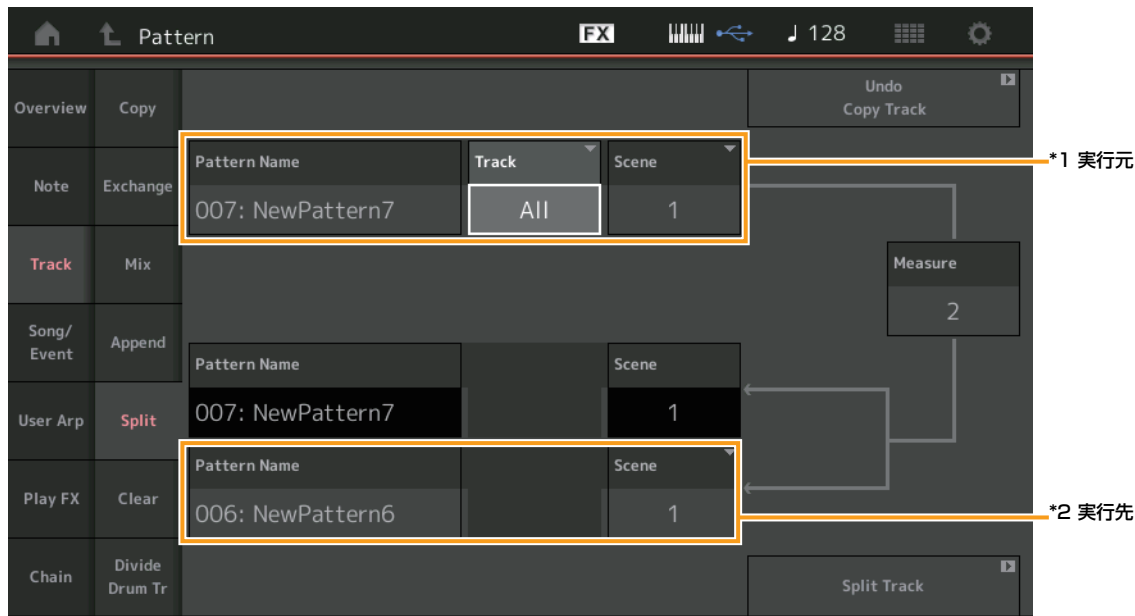 Pattern
FX
♩ 128
Overview
Copy
Undo
Copy Track
Pattern Name
Track
Scene
*1 実行元
Note
Exchange
007: NewPattern7
All
1
Track
Mix
Measure
2
Song/
Event
Append
Pattern Name
Scene
User Arp
Split
007: NewPattern7
1
Pattern Name
Scene
Play FX
Clear
006: NewPattern6
1
*2 実行先
Chain
Divide
Drum Tr
Split Track